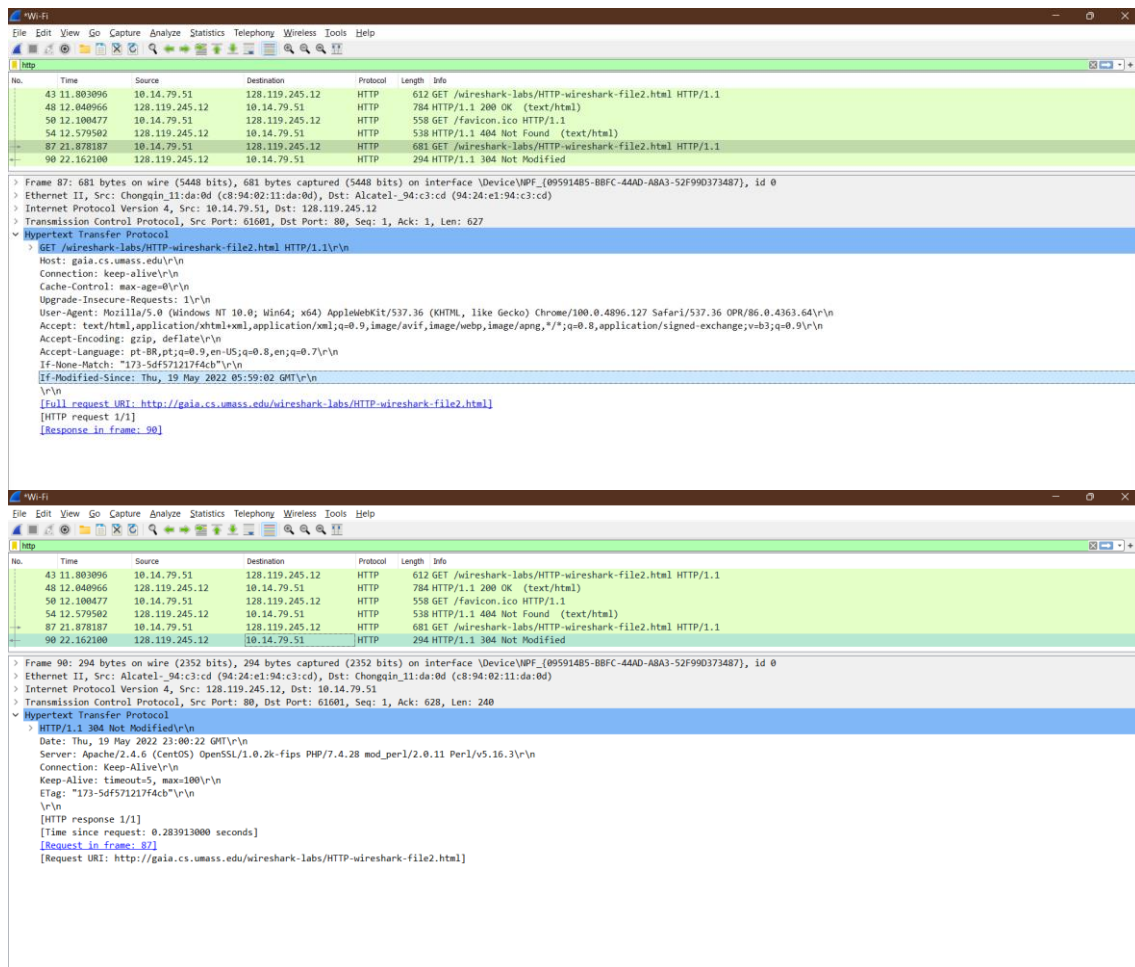 *Wi-Fi
File Edit View Go Capture Analyze Statistics Telephony Wireless Tools Help
http
No. Time Source Destination Protocol Length Info
43 11.803096 10.14.79.51 128.119.245.12 HTTP 612 GET /wireshark-labs/HTTP-wireshark-file2.html HTTP/1.1
48 12.040966 128.119.245.12 10.14.79.51 HTTP 784 HTTP/1.1 200 OK (text/html)
50 12.100477 10.14.79.51 128.119.245.12 HTTP 558 GET /favicon.ico HTTP/1.1
54 12.579502 128.119.245.12 10.14.79.51 HTTP 538 HTTP/1.1 404 Not Found (text/html)
87 21.878187 10.14.79.51 128.119.245.12 HTTP 681 GET /wireshark-labs/HTTP-wireshark-file2.html HTTP/1.1
90 22.162100 128.119.245.12 10.14.79.51 HTTP 294 HTTP/1.1 304 Not Modified
> Frame 87: 681 bytes on wire (5448 bits), 681 bytes captured (5448 bits) on interface \Device\NPF_{095914B5-BBFC-44AD-A8A3-52F99D373487}, id 0
> Ethernet II, Src: Chongqin_11:da:0d (c8:94:02:11:da:0d), Dst: Alcatel-_94:c3:cd (94:24:e1:94:c3:cd)
> Internet Protocol Version 4, Src: 10.14.79.51, Dst: 128.119.245.12
> Transmission Control Protocol, Src Port: 61601, Dst Port: 80, Seq: 1, Ack: 1, Len: 627
Hypertext Transfer Protocol
> GET /wireshark-labs/HTTP-wireshark-file2.html HTTP/1.1\r\n
Host: gaia.cs.umass.edu\r\n
Connection: keep-alive\r\n
Cache-Control: max-age=0\r\n
Upgrade-Insecure-Requests: 1\r\n
User-Agent: Mozilla/5.0 (Windows NT 10.0; Win64; x64) AppleWebKit/537.36 (KHTML, like Gecko) Chrome/100.0.4896.127 Safari/537.36 OPR/86.0.4363.64\r\n
Accept: text/html,application/xhtml+xml,application/xml;q=0.9,image/avif,image/webp,image/apng,*/*;q=0.8,application/signed-exchange;v=b3;q=0.9\r\n
Accept-Encoding: gzip, deflate\r\n
Accept-Language: pt-BR,pt;q=0.9,en-US;q=0.8,en;q=0.7\r\n
If-None-Match: "173-5df571217f4cb"\r\n
If-Modified-Since: Thu, 19 May 2022 05:59:02 GMT\r\n
\r\n
[Full request URI: http://gaia.cs.umass.edu/wireshark-labs/HTTP-wireshark-file2.html]
[HTTP request 1/1]
[Response in frame: 90]
*Wi-Fi
File Edit View Go Capture Analyze Statistics Telephony Wireless Tools Help
http
No. Time Source Destination Protocol Length Info
43 11.803096 10.14.79.51 128.119.245.12 HTTP 612 GET /wireshark-labs/HTTP-wireshark-file2.html HTTP/1.1
48 12.040966 128.119.245.12 10.14.79.51 HTTP 784 HTTP/1.1 200 OK (text/html)
50 12.100477 10.14.79.51 128.119.245.12 HTTP 558 GET /favicon.ico HTTP/1.1
54 12.579502 128.119.245.12 10.14.79.51 HTTP 538 HTTP/1.1 404 Not Found (text/html)
87 21.878187 10.14.79.51 128.119.245.12 HTTP 681 GET /wireshark-labs/HTTP-wireshark-file2.html HTTP/1.1
90 22.162100 128.119.245.12 10.14.79.51 HTTP 294 HTTP/1.1 304 Not Modified
> Frame 90: 294 bytes on wire (2352 bits), 294 bytes captured (2352 bits) on interface \Device\NPF_{095914B5-BBFC-44AD-A8A3-52F99D373487}, id 0
> Ethernet II, Src: Alcatel-_94:c3:cd (94:24:e1:94:c3:cd), Dst: Chongqin_11:da:0d (c8:94:02:11:da:0d)
> Internet Protocol Version 4, Src: 128.119.245.12, Dst: 10.14.79.51
> Transmission Control Protocol, Src Port: 80, Dst Port: 61601, Seq: 1, Ack: 628, Len: 240
Hypertext Transfer Protocol
> HTTP/1.1 304 Not Modified\r\n
Date: Thu, 19 May 2022 23:00:22 GMT\r\n
Server: Apache/2.4.6 (CentOS) OpenSSL/1.0.2k-fips PHP/7.4.28 mod_perl/2.0.11 Perl/v5.16.3\r\n
Connection: Keep-Alive\r\n
Keep-Alive: timeout=5, max=100\r\n
ETag: "173-5df571217f4cb"\r\n
\r\n
[HTTP response 1/1]
[Time since request: 0.283913000 seconds]
[Request in frame: 87]
[Request URI: http://gaia.cs.umass.edu/wireshark-labs/HTTP-wireshark-file2.html]